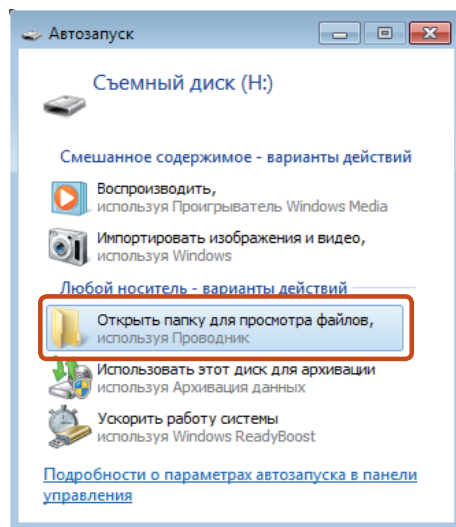 Автозапуск
Съемный диск (H:)
Смешанное содержимое - варианты действий
Воспроизводить,
используя Проигрыватель Windows Media
Импортировать изображения и видео,
используя Windows
Любой носитель - варианты действий
Открыть папку для просмотра файлов,
используя Проводник
Использовать этот диск для архивации
используя Архивация данных
Ускорить работу системы
используя Windows ReadyBoost
Подробности о параметрах автозапуска в панели
управления